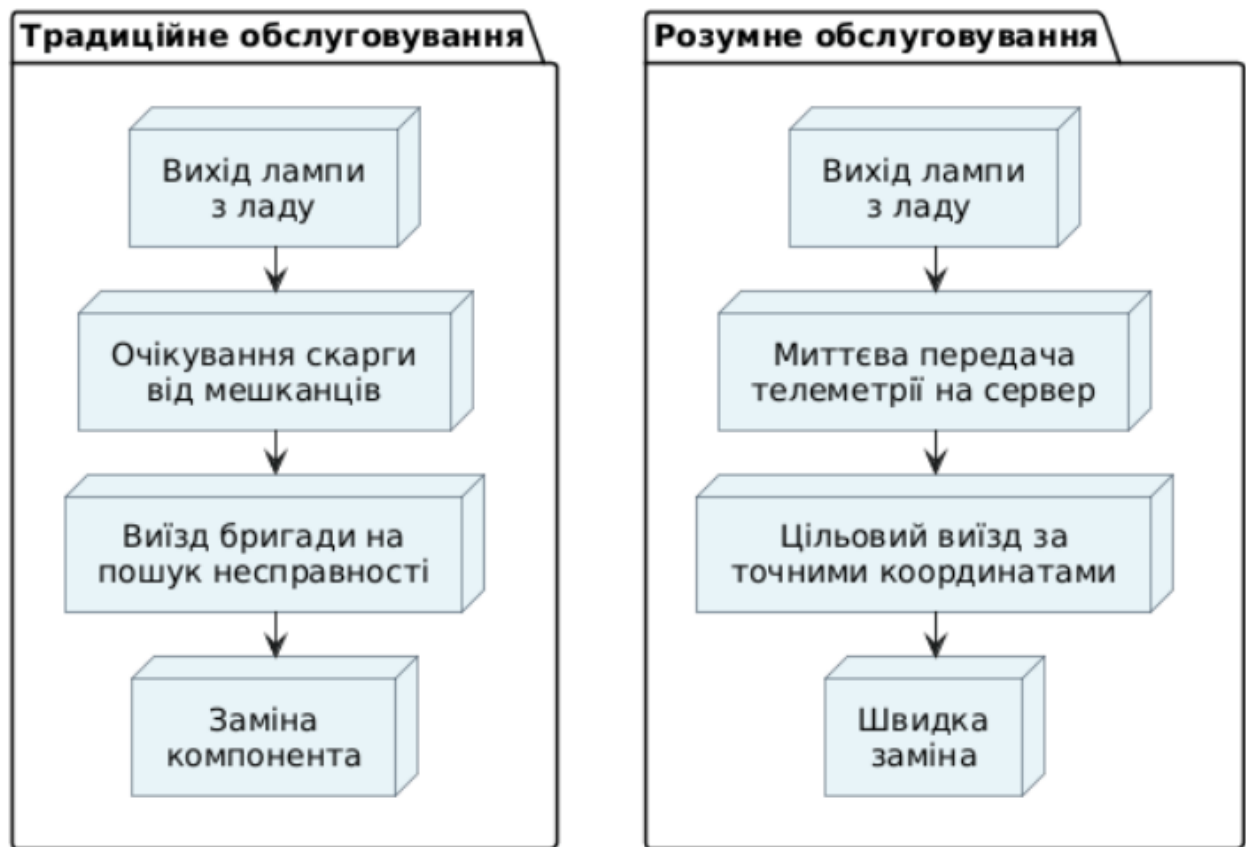 Традиційне обслуговування
Вихід лампи
з ладу
Очікування скарги
від мешканців
Виїзд бригади на
пошук несправності
Заміна
компонента
Розумне обслуговування
Вихід лампи
з ладу
Миттєва передача
телеметрії на сервер
Цільовий виїзд за
точними координатами
Швидка
заміна